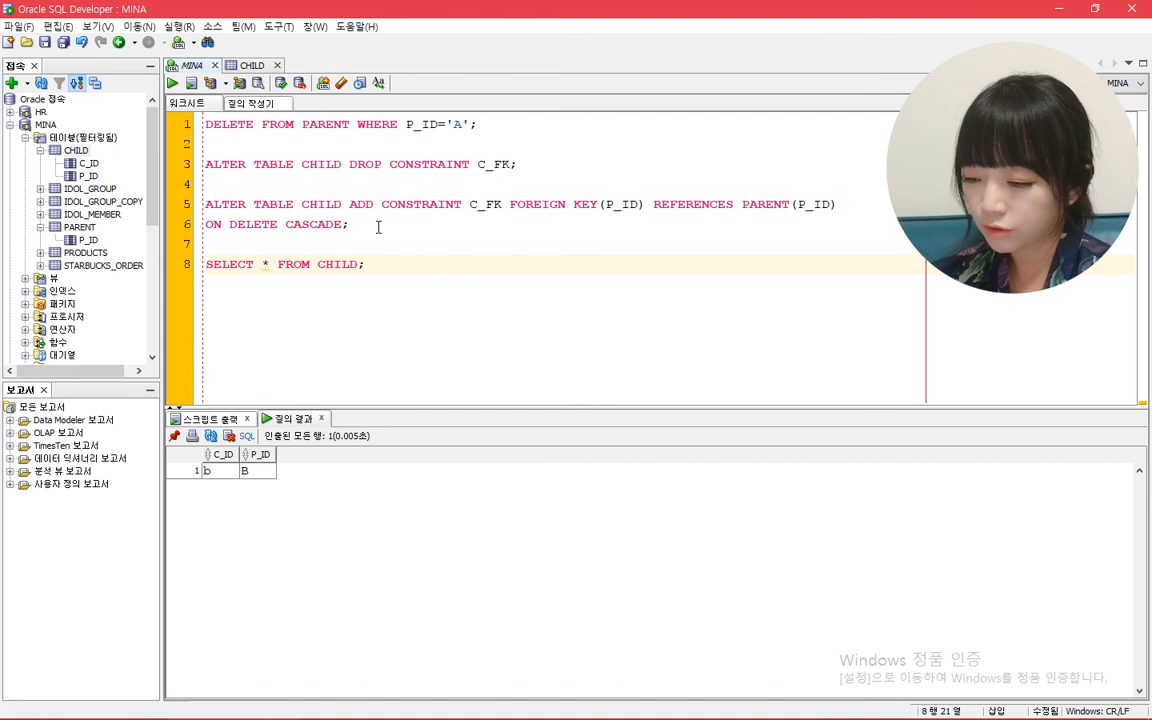 Oracle SQL Developer : MINA
파일(F) 편집(E) 보기(V) 이동(N) 실행(R) 소스 팀(M) 도구(T) 창(W) 도움말(H)
접속
MINA
CHILD
Oracle 접속
HR
MINA
테이블(필터링됨)
CHILD
C_ID
P_ID
IDOL_GROUP
IDOL_GROUP_COPY
IDOL_MEMBER
PARENT
P_ID
PRODUCTS
STARBUCKS_ORDER
뷰
인덱스
패키지
프로시저
연산자
함수
대기열
MINA
워크시트 질의 작성기
1 DELETE FROM PARENT WHERE P_ID='A';
2
3 ALTER TABLE CHILD DROP CONSTRAINT C_FK;
4
5 ALTER TABLE CHILD ADD CONSTRAINT C_FK FOREIGN KEY(P_ID) REFERENCES PARENT(P_ID)
6 ON DELETE CASCADE;
7
8 SELECT * FROM CHILD;
보고서
모든 보고서
Data Modeler 보고서
OLAP 보고서
TimesTen 보고서
데이터 딕셔너리 보고서
분석 뷰 보고서
사용자 정의 보고서
스크립트 출력 질의 결과
SQL 인출된 모든 행: 1(0.005초)
C_ID P_ID
1 b B
Windows 정품 인증
[설정]으로 이동하여 Windows를 정품 인증합니다.
8 행 21 열 삽입 수정됨 Windows: CR/LF